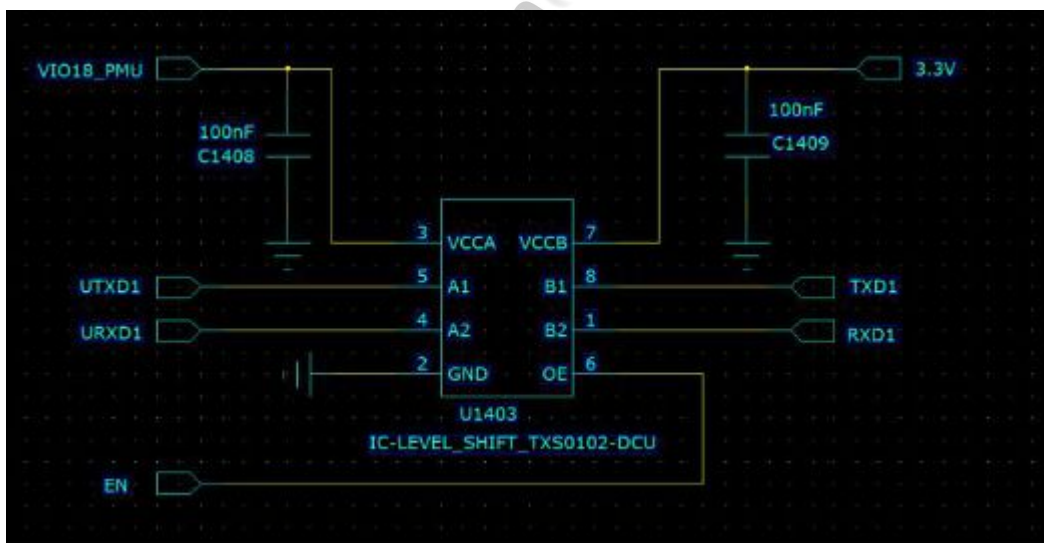 VIO18_PMU
3.3V
100nF
C1408
100nF
C1409
3 VCCA VCCB 7
UTXD1 5 A1 B1 8 TXD1
URXD1 4 A2 B2 1 RXD1
2 GND OE 6
U1403
IC-LEVEL_SHIFT_TXS0102-DCU
EN